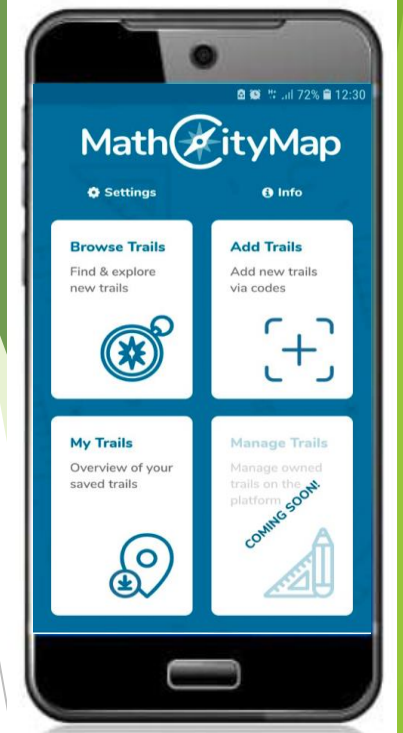 72% 12:30
MathCityMap
Settings
Info
Browse Trails
Find & explore
new trails
Add Trails
Add new trails
via codes
My Trails
Overview of your
saved trails
Manage Trails
Manage owned
trails on the
platform
COMING SOON!